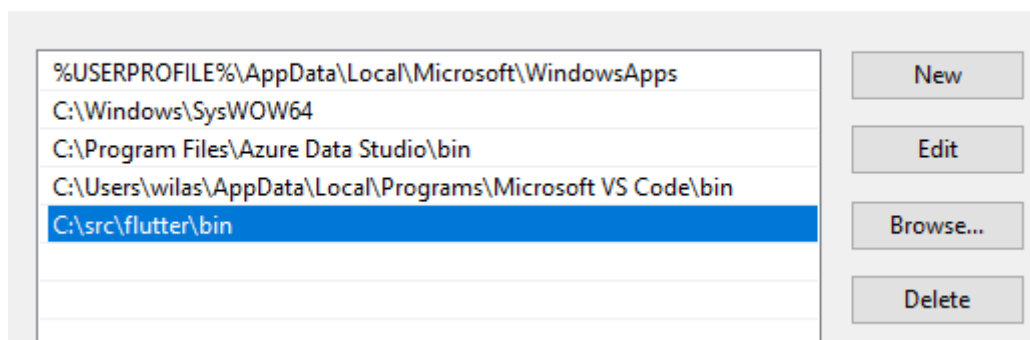 %USERPROFILE%\AppData\Local\Microsoft\WindowsApps
C:\Windows\SysWOW64
C:\Program Files\Azure Data Studio\bin
C:\Users\wilas\AppData\Local\Programs\Microsoft VS Code\bin
C:\src\flutter\bin
New
Edit
Browse...
Delete